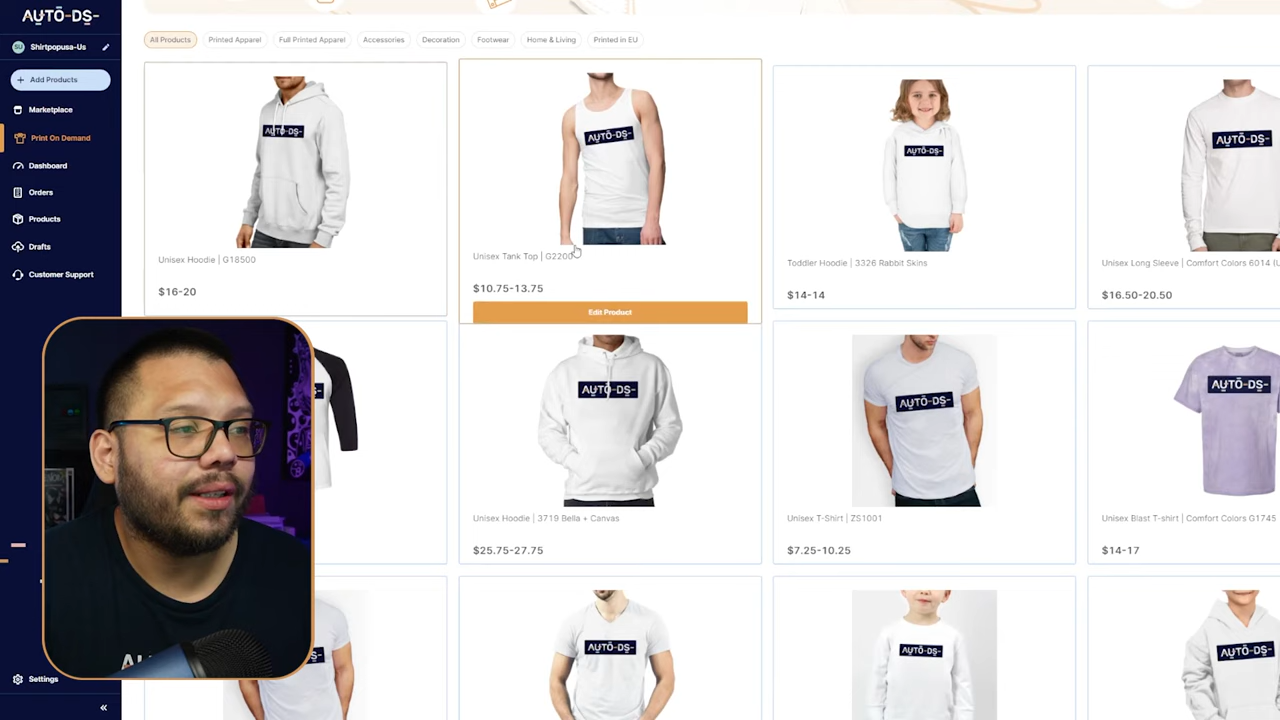 AUTO-DS-
SU Shirtpopusa-Us
+ Add Products
Marketplace
Print On Demand
Dashboard
Orders
Products
Drafts
Customer Support
Settings
«
All Products
Printed Apparel
Full Printed Apparel
Accessories
Decoration
Footwear
Home & Living
Printed in EU
AUTO-DS-
Unisex Hoodie | G18500
$16-20
AUTO-DS-
Unisex Tank Top | G2200
$10.75-13.75
Edit Product
AUTO-DS-
Toddler Hoodie | 3326 Rabbit Skins
$14-14
AUTO-DS-
Unisex Long Sleeve | Comfort Colors 6014 (U
$16.50-20.50
S-
AUTO-DS-
Unisex Hoodie | 3719 Bella + Canvas
$25.75-27.75
AUTO-DS-
Unisex T-Shirt | ZS1001
$7.25-10.25
AUTO-DS-
Unisex Blast T-shirt | Comfort Colors G1745
$14-17
S-
AUTO-DS-
AUTO-DS-
AUTO-DS-